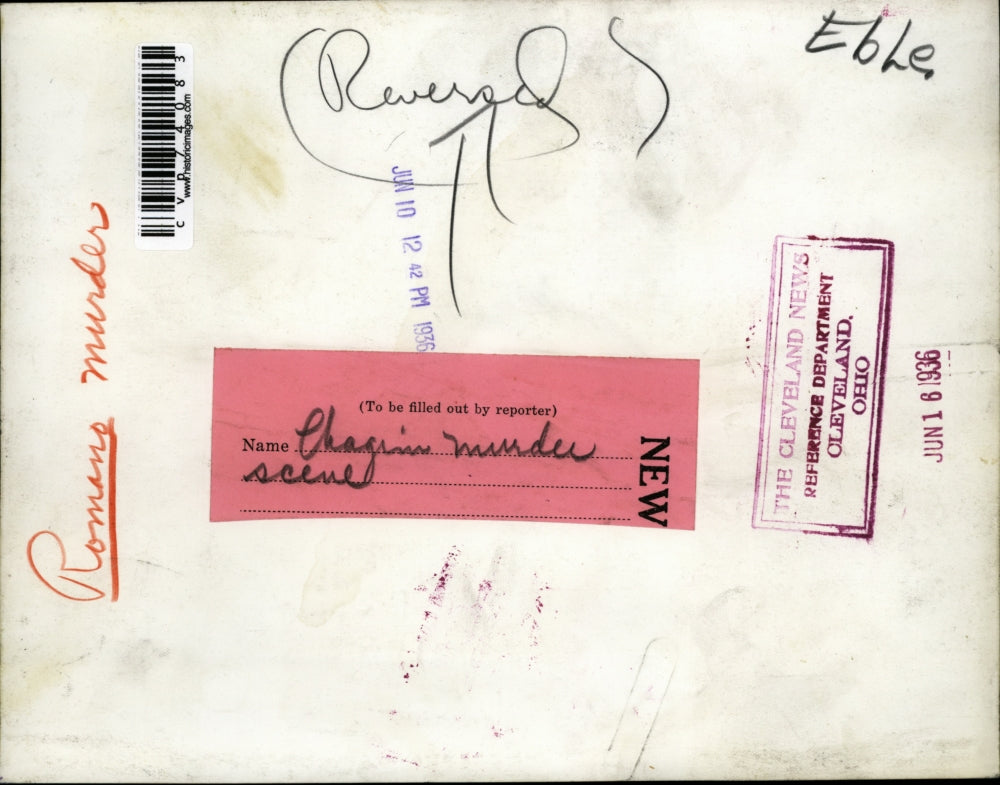 (Reversed)
Eble.
cvp74083
www.historicimages.com
Romano murder
JUN 10 12 42 PM 1936
(To be filled out by reporter)
Name Chagrin murder
scene
NEW
THE CLEVELAND NEWS
REFERENCE DEPARTMENT
CLEVELAND,
OHIO
JUN 16 1936